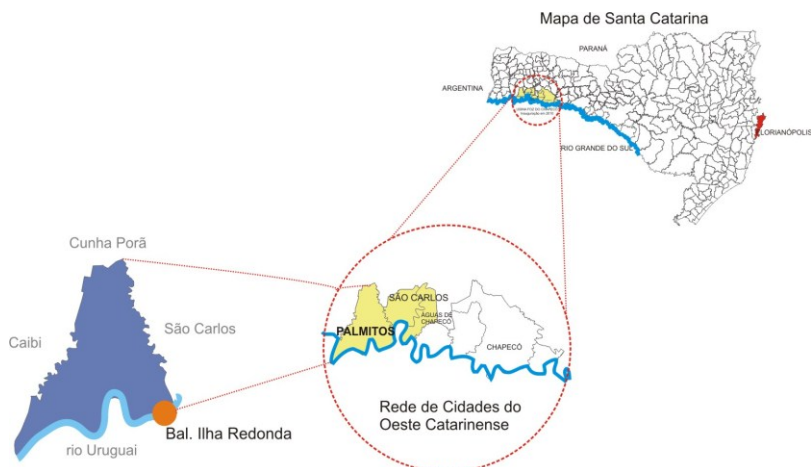 Mapa de Santa Catarina
PARANÁ
ARGENTINA
LORIANÓPOLIS
RIO GRANDE DO SUL
Cunha Porã
SÃO CARLOS
ÁGUAS DE
CHAPECÓ
PALMITOS
CHAPECÓ
São Carlos
Caibi
Rede de Cidades do
Oeste Catarinense
Bal. Ilha Redonda
rio Uruguai